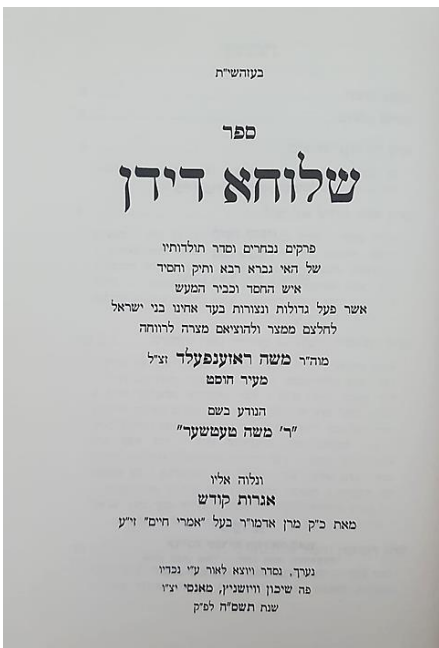 בעזהשי"ת
ספר
שלוחא דידן
פרקים נבחרים וסדר תולדותיו
של האי גברא רבא ותיק וחסיד
איש החסד וכביר המעש
אשר פעל גדולות ונצורות בעד אחינו בני ישראל
לחלצם ממצר ולהוציאם מצרה לרווחה
מוה"ר משה ראזענפעלד זצ"ל
מעיר חוסט
הנודע בשם
"ר' משה טעטשער"
ונלוה אליו
אגרות קודש
מאת כ"ק מרן אדמו"ר בעל "אמרי חיים" זי"ע
נערך, נסדר ויוצא לאור ע"י נכדיו
פה שיכון וויזשניץ, מאנסי יצ"ו
שנת תשס"ה לפ"ק